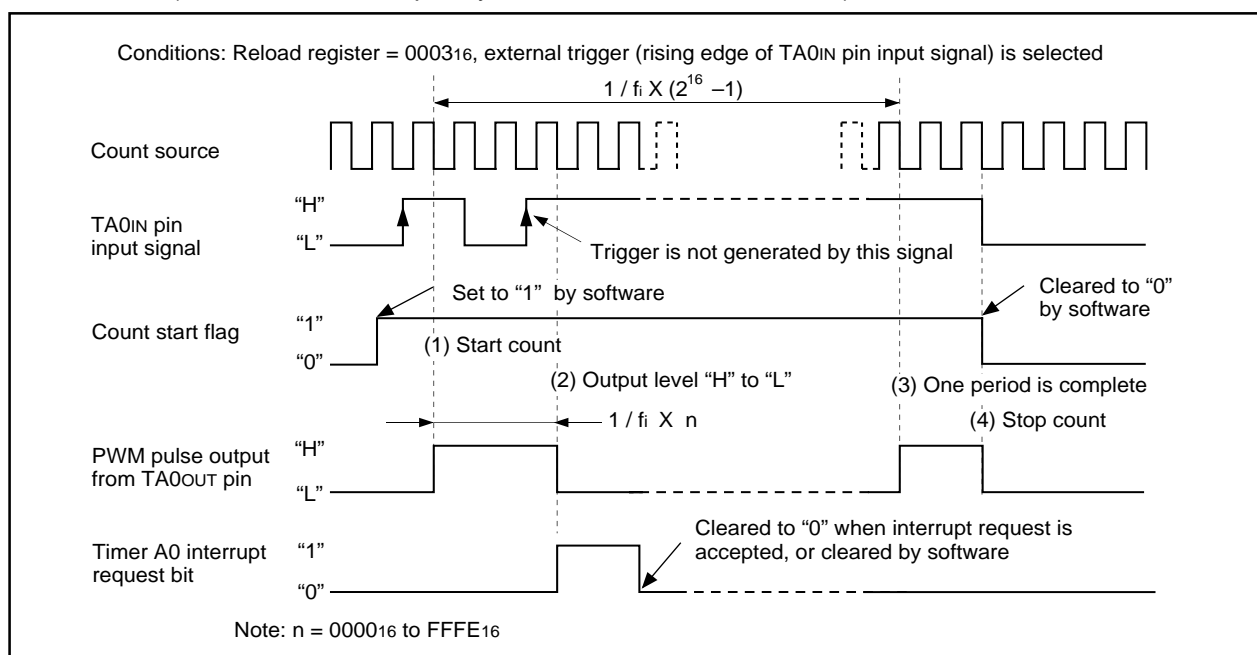 Conditions: Reload register = 000316, external trigger (rising edge of TA0IN pin input signal) is selected
1 / fi X (2^16 –1)
Count source
TA0IN pin
input signal
“H”
“L”
Trigger is not generated by this signal
Count start flag
“1”
“0”
Set to “1” by software
Cleared to “0”
by software
(1) Start count
(2) Output level “H” to “L”
(3) One period is complete
(4) Stop count
1 / fi X n
PWM pulse output
from TA0OUT pin
“H”
“L”
Timer A0 interrupt
request bit
“1”
“0”
Cleared to “0” when interrupt request is
accepted, or cleared by software
Note: n = 000016 to FFFE16